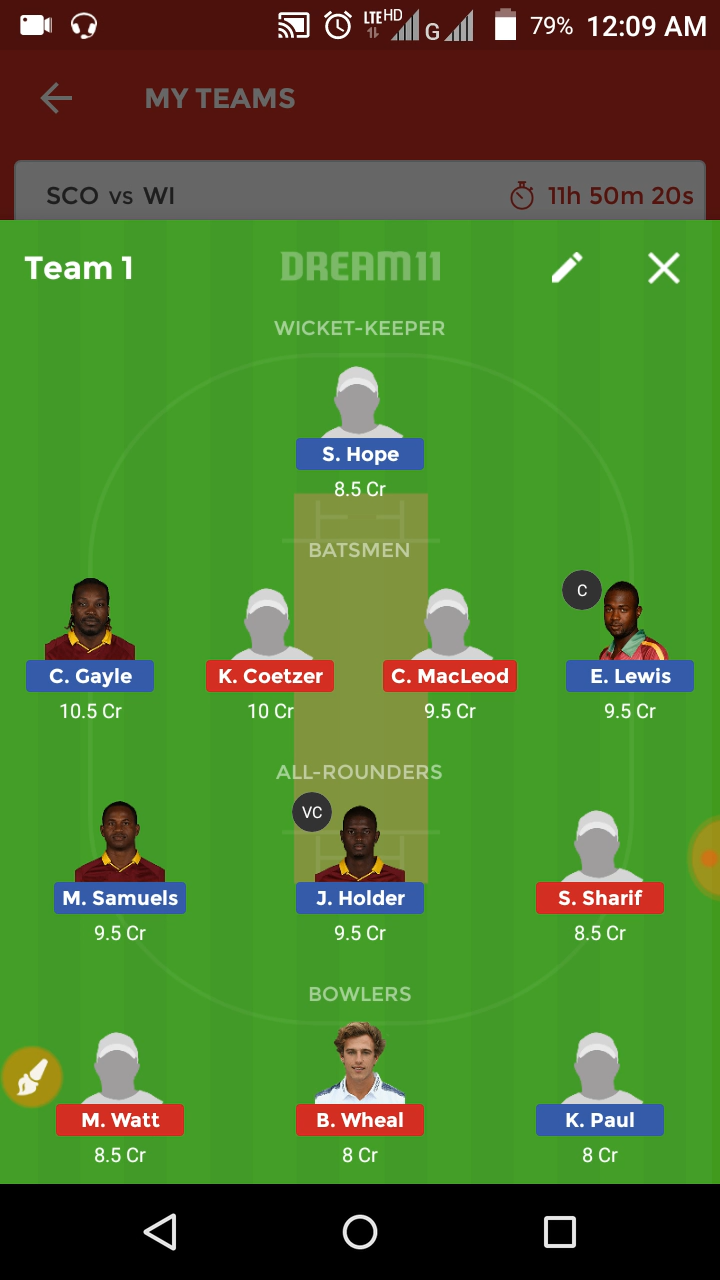 LTE HD G 79% 12:09 AM
MY TEAMS
SCO vs WI 11h 50m 20s
Team 1 DREAM11
WICKET-KEEPER
S. Hope
8.5 Cr
BATSMEN
C
C. Gayle K. Coetzer C. MacLeod E. Lewis
10.5 Cr 10 Cr 9.5 Cr 9.5 Cr
ALL-ROUNDERS
VC
M. Samuels J. Holder S. Sharif
9.5 Cr 9.5 Cr 8.5 Cr
BOWLERS
M. Watt B. Wheal K. Paul
8.5 Cr 8 Cr 8 Cr